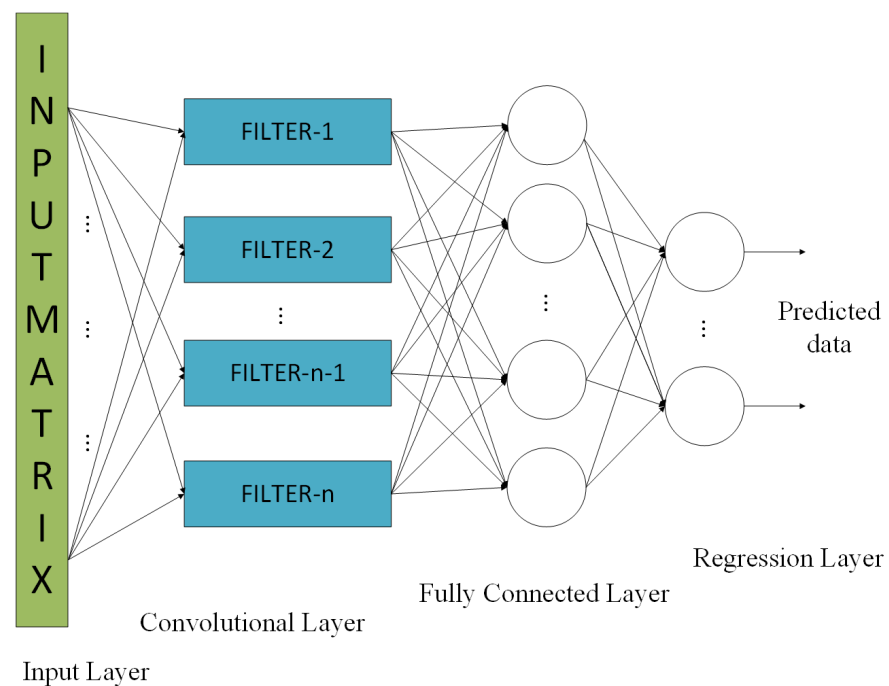 INPUTMATRIX
FILTER-1
FILTER-2
...
FILTER-n-1
FILTER-n
...
...
...
...
...
Predicted
data
Regression Layer
Fully Connected Layer
Convolutional Layer
Input Layer